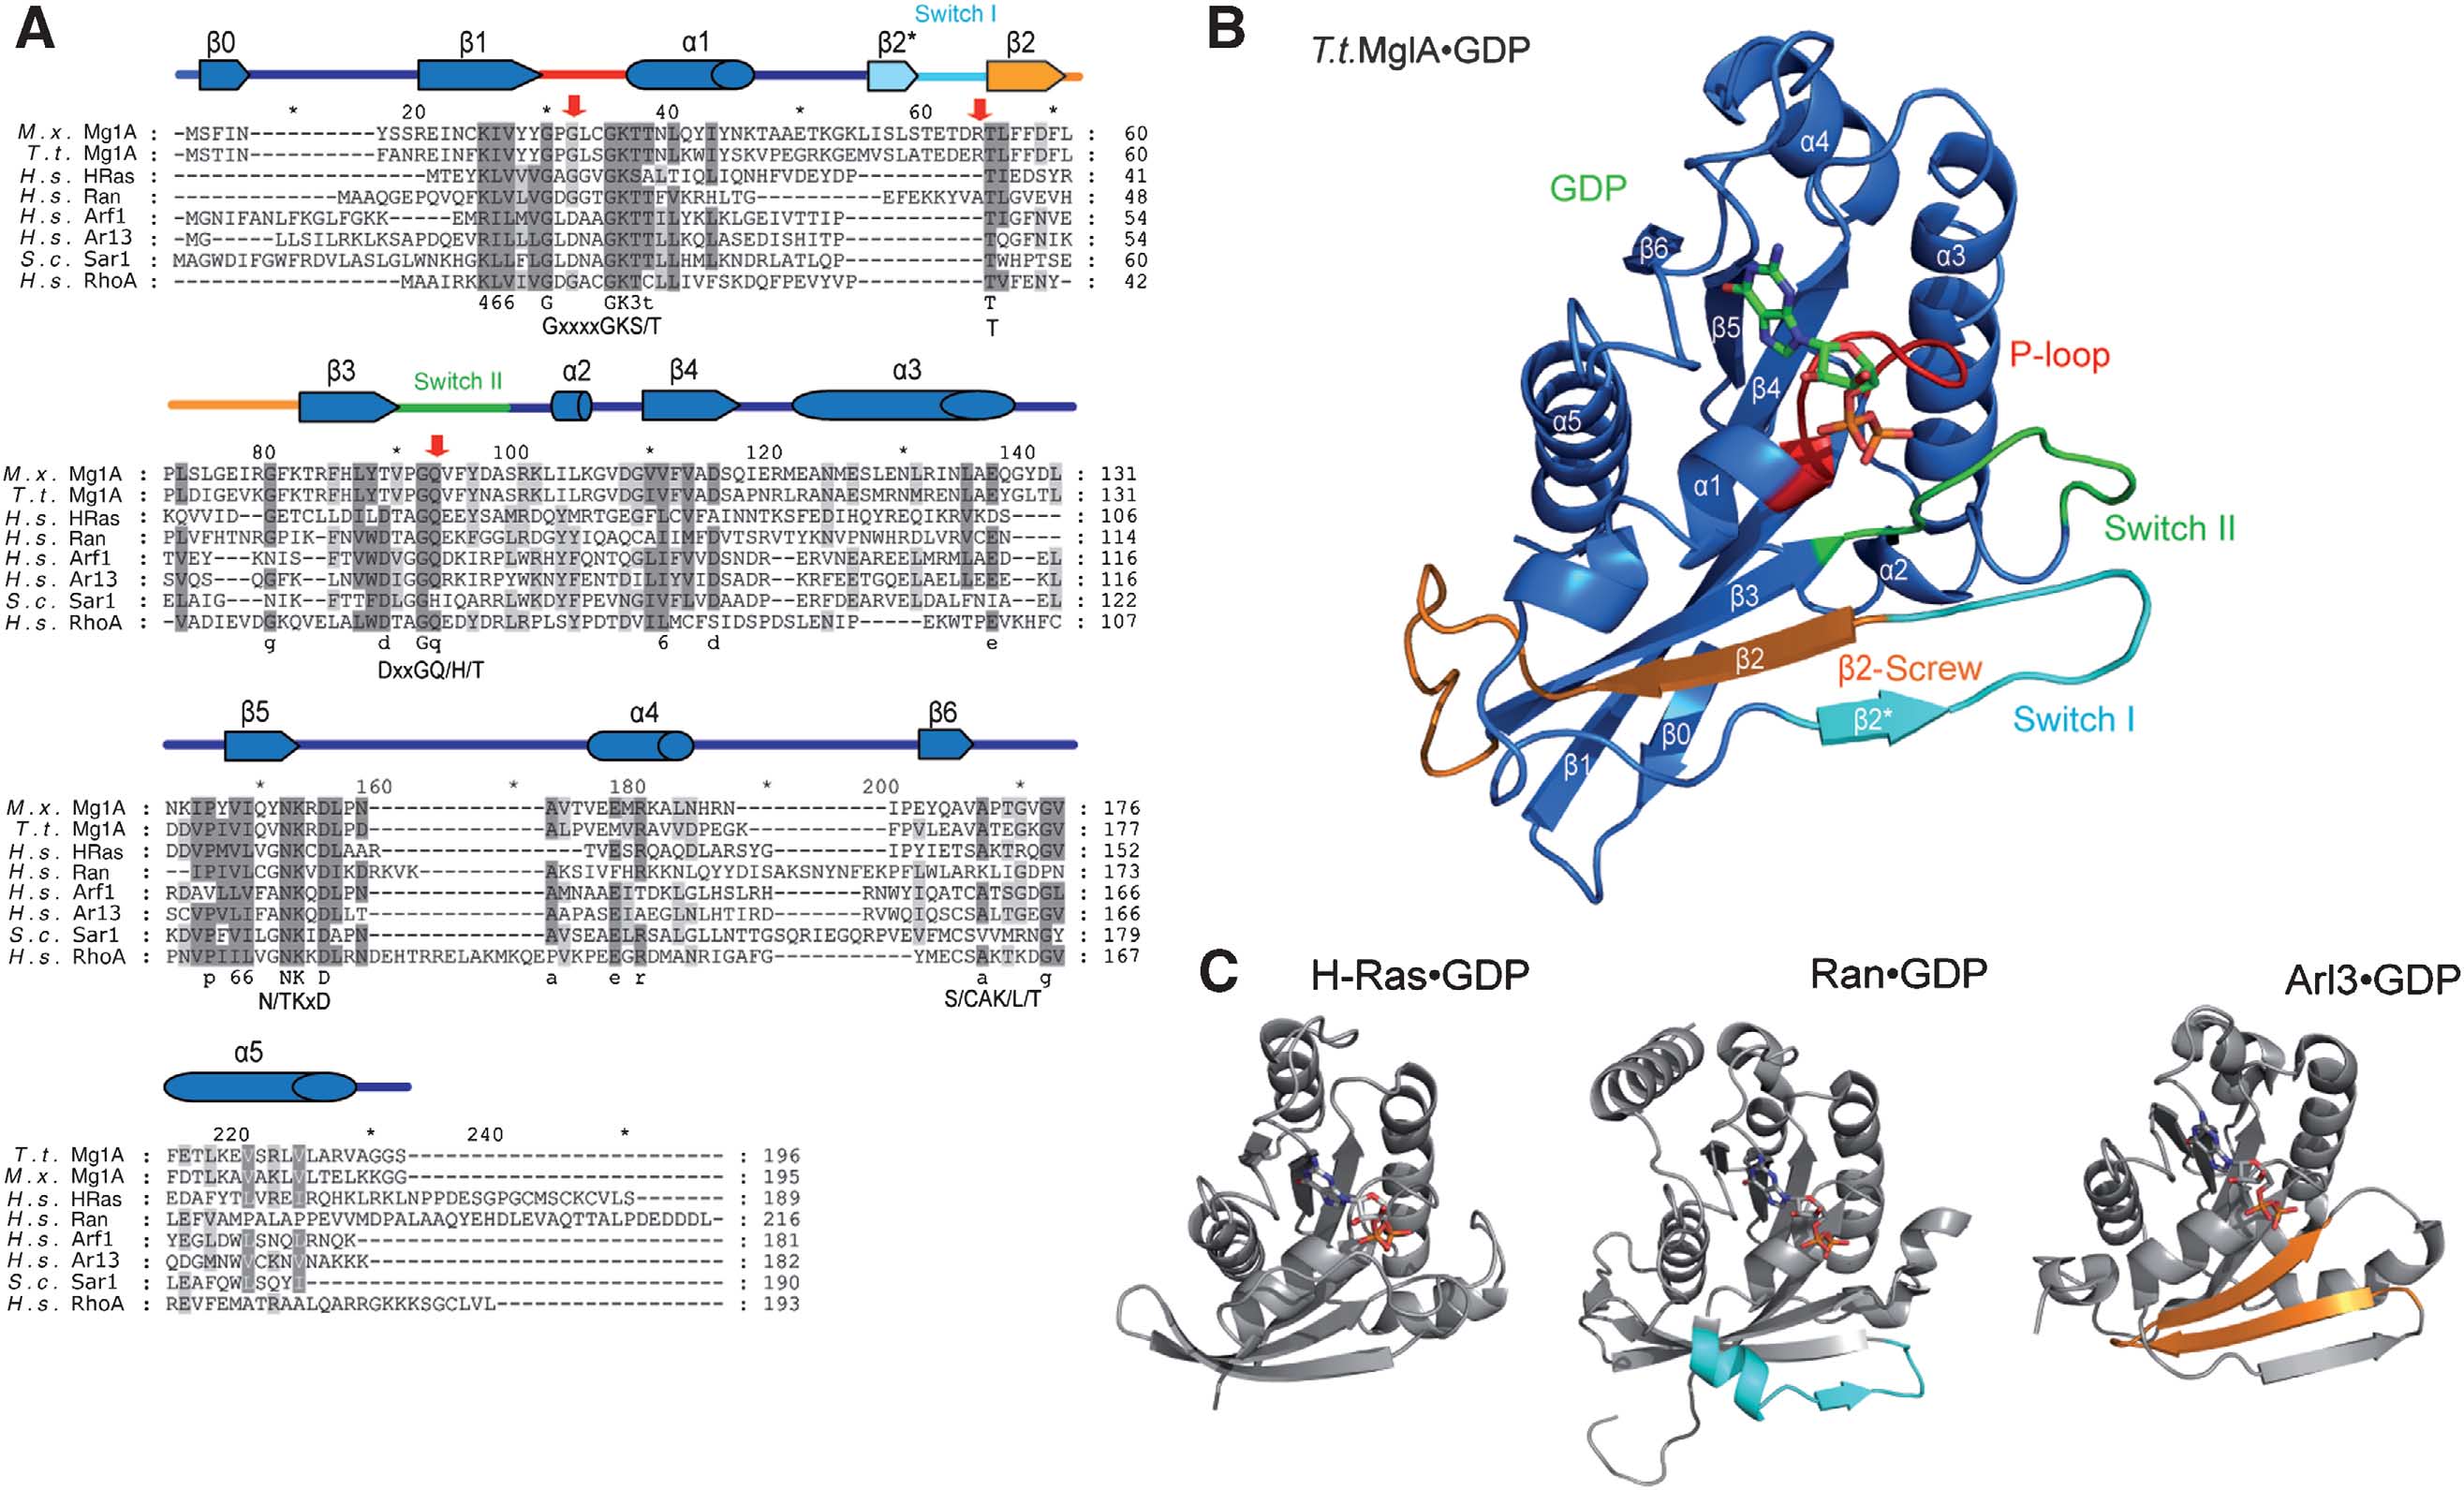 A
Switch I
β0 β1 α1 β2* β2
* 20 * 40 * 60 *
M.x. Mg1A : -MSFIN----------YSSREINCKIVYYGPGLCGKTTNLQYIYNKTAAETKGKLISLSTETDRTLFFDFL : 60
T.t. Mg1A : -MSTIN----------FANREINFKIVYYGPGLSGKTTNLKWIYSKVPEGRKGEMVSLATEDERTLFFDFL : 60
H.s. HRas : --------------------MTEYKLVVVGAGGVGKSALTIQLIQNHFVDEYDP----------TIEDSYR : 41
H.s. Ran : -------------MAAQGEPQVQFKLVLVGDGGTGKTTFVKRHLTG----------EFEKKYVATLGVEVH : 48
H.s. Arf1 : -MGNIFANLFKGLFGKK-----EMRILMVGLDAAGKTTILYKLKLGEIVTTIP-----------TIGFNVE : 54
H.s. Ar13 : -MG-----LLSILRKLKSAPDQEVRILLLGLDNAGKTTLLKQLASEDISHITP-----------TQGFNIK : 54
S.c. Sar1 : MAGWDIFGWFRDVLASLGLWNKHGKLLFLGLDNAGKTTLLHMLKNDRLATLQP-----------TWHPTSE : 60
H.s. RhoA : ------------------MAAIRKKLVIVGDGACGKTCLLIVFSKDQFPEVYVP----------TVFENY- : 42
466 G GK3t T
GxxxxGKS/T T
β3 Switch II α2 β4 α3
80 * 100 * 120 * 140
M.x. Mg1A : PLSLGEIRGFKTRFHLYTVPGQVFYDASRKLILKGVDGVVFVADSQIERMEANMESLENLRINLAEQGYDL : 131
T.t. Mg1A : PLDIGEVKGFKTRFHLYTVPGQVFYNASRKLILRGVDGIVFVADSAPNRLRANAESMRNMRENLAEYGLTL : 131
H.s. HRas : KQVVID--GETCLLDILDTAGQEEYSAMRDQYMRTGEGFLCVFAINNTKSFEDIHQYREQIKRVKDS---- : 106
H.s. Ran : PLVFHTNRGPIK-FNVWDTAGQEKFGGLRDGYYIQAQCAIIMFDVTSRVTYKNVPNWHRDLVRVCEN---- : 114
H.s. Arf1 : TVEY---KNIS--FTVWDVGGQDKIRPLWRHYFQNTQGLIFVVDSNDR--ERVNEAREELMRMLAED--EL : 116
H.s. Ar13 : SVQS---QGFK--LNVWDIGGQRKIRPYWKNYFENTDILIYVIDSADR--KRFEETGQELAELLEEE--KL : 116
S.c. Sar1 : ELAIG---NIK--FTTFDLGGHIQARRLWKDYFPEVNGIVFLVDAADP--ERFDEARVELDALFNIA--EL : 122
H.s. RhoA : -VADIEVDGKQVELALWDTAGQEDYDRLRPLSYPDTDVILMCFSIDSPDSLENIP-----EKWTPEVKHFC : 107
g d Gq 6 d e
DxxGQ/H/T
β5 α4 β6
* 160 * 180 * 200 *
M.x. Mg1A : NKIPYVIQYNKRDLPN--------------AVTVEEMRKALNHRN------------IPEYQAVAPTGVGV : 176
T.t. Mg1A : DDVPIVIQVNKRDLPD--------------ALPVEMVRAVVDPEGK-----------FPVLEAVATEGKGV : 177
H.s. HRas : DDVPMVLVGNKCDLAAR----------------TVESRQAQDLARSYG---------IPYIETSAKTRQGV : 152
H.s. Ran : --IPIVLCGNKVDIKDRKVK----------AKSIVFHRKKNLQYYDISAKSNYNFEKPFLWLARKLIGDPN : 173
H.s. Arf1 : RDAVLLVFANKQDLPN--------------AMNAAEITDKLGLHSLRH-------RNWYIQATCATSGDGL : 166
H.s. Ar13 : SCVPVLIFANKQDLLT--------------AAPASEIAEGLNLHTIRD-------RVWQIQSCSALTGEGV : 166
S.c. Sar1 : KDVPFVILGNKIDAPN--------------AVSEAELRSALGLLNTTGSQRIEGQRPVEVFMCSVVMRNGY : 179
H.s. RhoA : PNVPIILVGNKKDLRNDEHTRRELAKMKQEPVKPEEGRDMANRIGAFG-----------YMECSAKTKDGV : 167
p 66 NK D a e r a g
N/TKxD S/CAK/L/T
α5
220 * 240 *
T.t. Mg1A : FETLKEVSRLVLARVAGGS------------------------- : 196
M.x. Mg1A : FDTLKAVAKLVLTELKKGG------------------------- : 195
H.s. HRas : EDAFYTLVREIRQHKLRKLNPPDESGPGCMSCKCVLS------- : 189
H.s. Ran : LEFVAMPALAPPEVVMDPALAAQYEHDLEVAQTTALPDEDDDL- : 216
H.s. Arf1 : YEGLDWLSNQLRNQK----------------------------- : 181
H.s. Ar13 : QDGMNWVCKNVNAKKK---------------------------- : 182
S.c. Sar1 : LEAFQWLSQYI--------------------------------- : 190
H.s. RhoA : REVFEMATRAALQARRGKKKSGCLVL------------------ : 193
B
T.t.MglA•GDP
α4
GDP
β6
α3
β5
P-loop
β4
α5
α1
Switch II
α2
β3
β2
β2-Screw
β2*
Switch I
β0
β1
C
H-Ras•GDP
Ran•GDP
Arl3•GDP